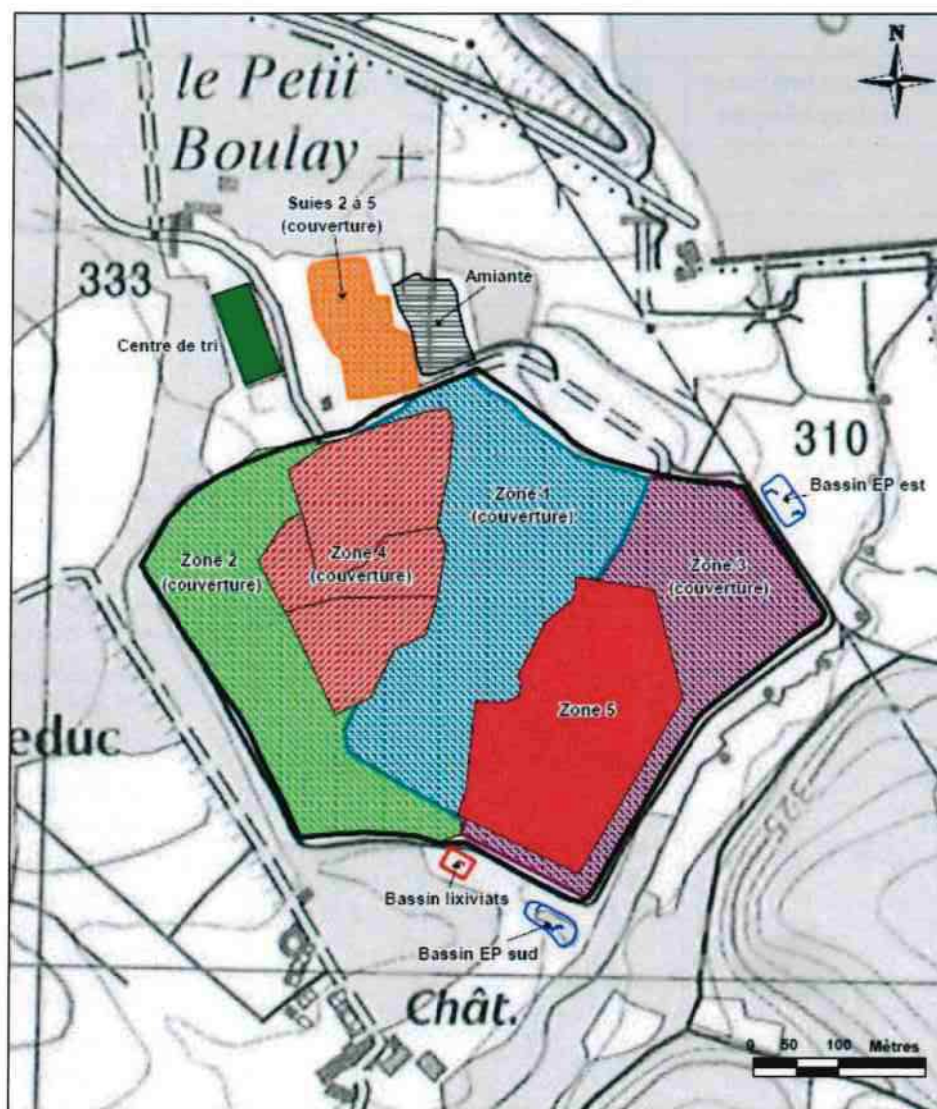 N
le Petit
Boulay
Suies 2 à 5
(couverture)
333
Amiante
Centre de tri
310
Bassin EP est
Zone 1
(couverture)
Zone 2
(couverture)
Zone 4
(couverture)
Zone 3
(couverture)
Zone 5
educ
325
Bassin lixiviats
Bassin EP sud
Chât.
0 50 100 Mètres